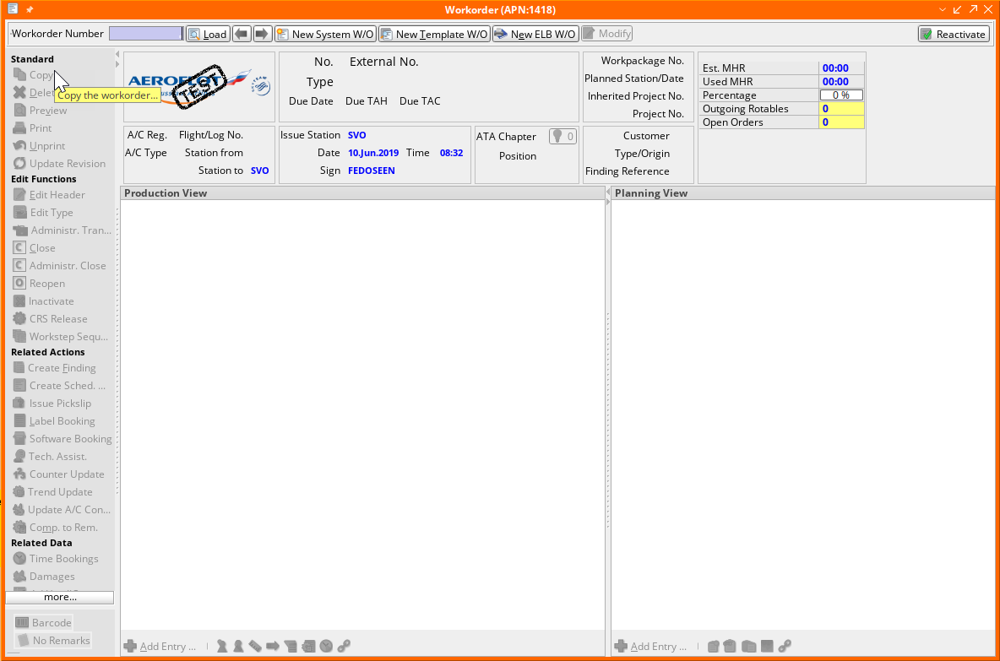 Workorder (APN:1418)
Workorder Number Load New System W/O New Template W/O New ELB W/O Modify Reactivate
Standard
Copy
Copy the workorder...
Preview
Print
Unprint
Update Revision
Edit Functions
Edit Header
Edit Type
Administr. Tran...
Close
Administr. Close
Reopen
Inactivate
CRS Release
Workstep Sequ...
Related Actions
Create Finding
Create Sched. ...
Issue Pickslip
Label Booking
Software Booking
Tech. Assist.
Counter Update
Trend Update
Update A/C Con...
Comp. to Rem.
Related Data
Time Bookings
Damages
more...
Barcode
No Remarks
AEROFLOT
TEST
No. External No.
Type
Due Date Due TAH Due TAC
Workpackage No.
Planned Station/Date
Inherited Project No.
Project No.
Est. MHR 00:00
Used MHR 00:00
Percentage 0 %
Outgoing Rotables 0
Open Orders 0
A/C Reg. Flight/Log No.
A/C Type Station from
Station to SVO
Issue Station SVO
Date 10.Jun.2019 Time 08:32
Sign FEDOSEEN
ATA Chapter 0
Position
Customer
Type/Origin
Finding Reference
Production View
Add Entry ...
Planning View
Add Entry ...